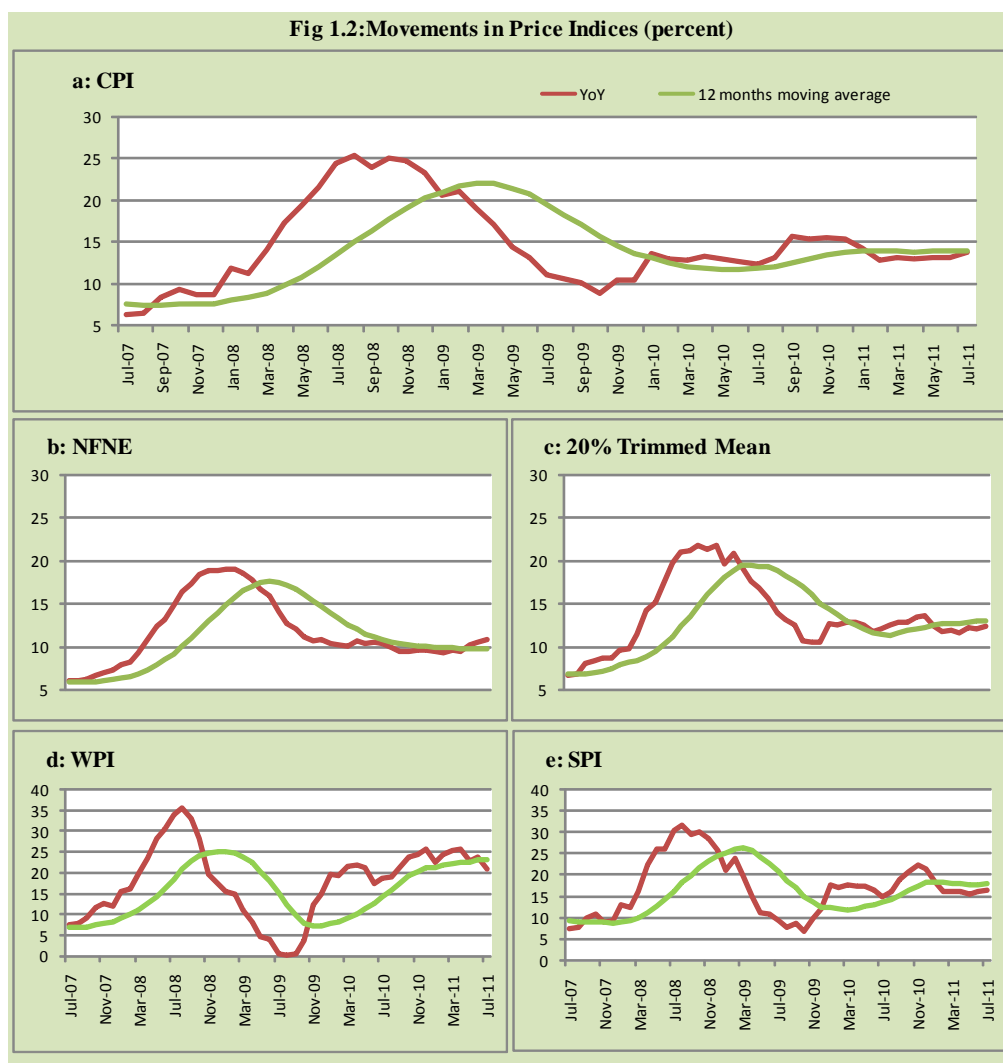 Fig 1.2:Movements in Price Indices (percent)
a: CPI
YoY
12 months moving average
30
25
20
15
10
5
Jul-07
Sep-07
Nov-07
Jan-08
Mar-08
May-08
Jul-08
Sep-08
Nov-08
Jan-09
Mar-09
May-09
Jul-09
Sep-09
Nov-09
Jan-10
Mar-10
May-10
Jul-10
Sep-10
Nov-10
Jan-11
Mar-11
May-11
Jul-11
b: NFNE
30
25
20
15
10
5
c: 20% Trimmed Mean
30
25
20
15
10
5
d: WPI
40
35
30
25
20
15
10
5
0
Jul-07
Nov-07
Mar-08
Jul-08
Nov-08
Mar-09
Jul-09
Nov-09
Mar-10
Jul-10
Nov-10
Mar-11
Jul-11
e: SPI
40
35
30
25
20
15
10
5
0
Jul-07
Nov-07
Mar-08
Jul-08
Nov-08
Mar-09
Jul-09
Nov-09
Mar-10
Jul-10
Nov-10
Mar-11
Jul-11